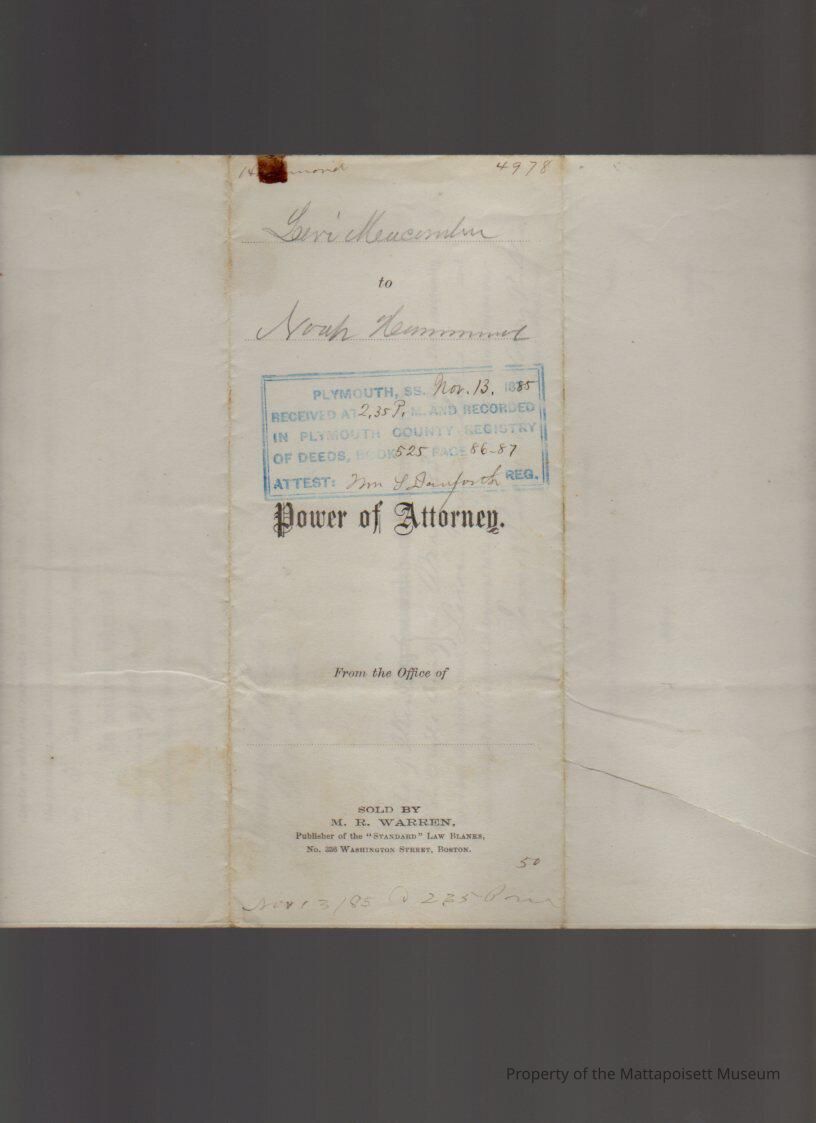 4978
Levi Meacomber
to
Noah Hammond
PLYMOUTH, SS. Nov. 13, 1885
RECEIVED AT 2,35 P. M. AND RECORDED
IN PLYMOUTH COUNTY REGISTRY
OF DEEDS, BOOK 525 PAGE 86-87
ATTEST: Wm S Danforth REG.
Power of Attorney.
From the Office of
SOLD BY
M. R. WARREN,
Publisher of the "STANDARD" LAW BLANKS,
No. 336 WASHINGTON STREET, BOSTON.
50
Nov 13/85 @ 2.35 P m
Property of the Mattapoisett Museum